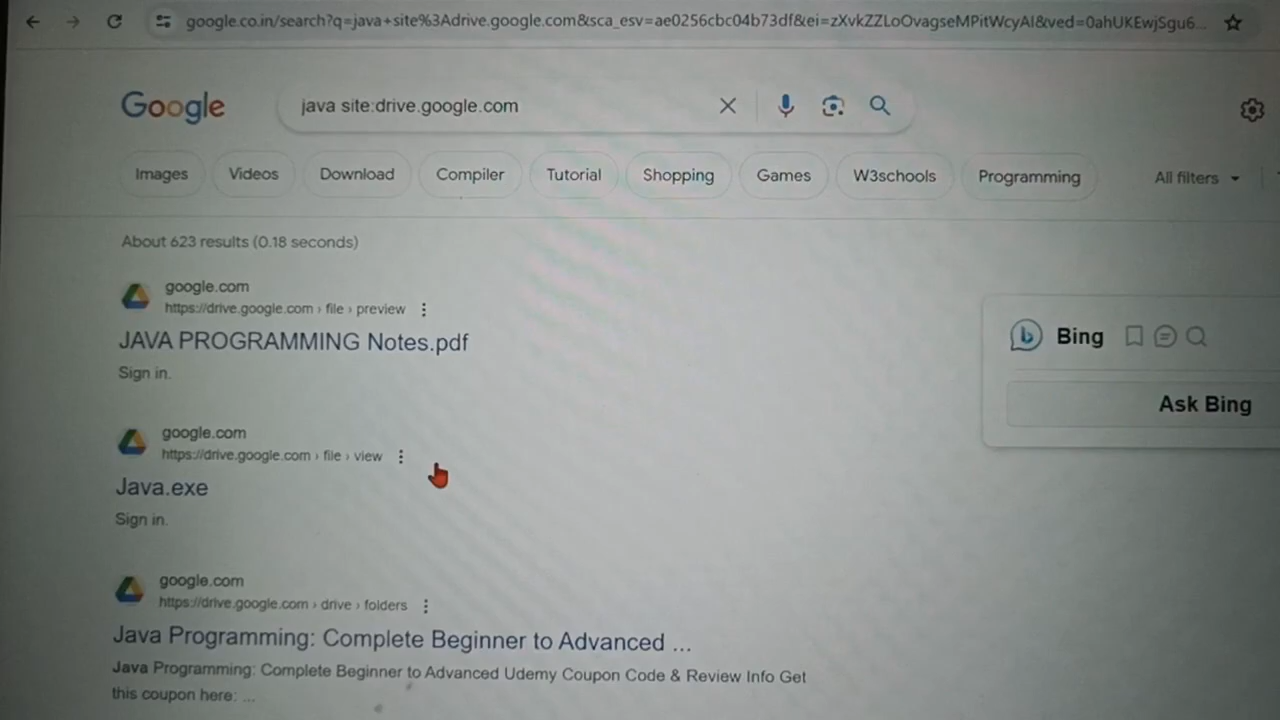 google.co.in/search?q=java+site%3Adrive.google.com&sca_esv=ae0256cbc04b73df&ei=zXvkZZLoOvagseMPitWcyAI&ved=0ahUKEwjSgu6...
Google
java site:drive.google.com
Images Videos Download Compiler Tutorial Shopping Games W3schools Programming All filters
About 623 results (0.18 seconds)
google.com
https://drive.google.com › file › preview
JAVA PROGRAMMING Notes.pdf
Sign in.
google.com
https://drive.google.com › file › view
Java.exe
Sign in.
google.com
https://drive.google.com › drive › folders
Java Programming: Complete Beginner to Advanced ...
Java Programming: Complete Beginner to Advanced Udemy Coupon Code & Review Info Get
this coupon here: ...
Bing
Ask Bing